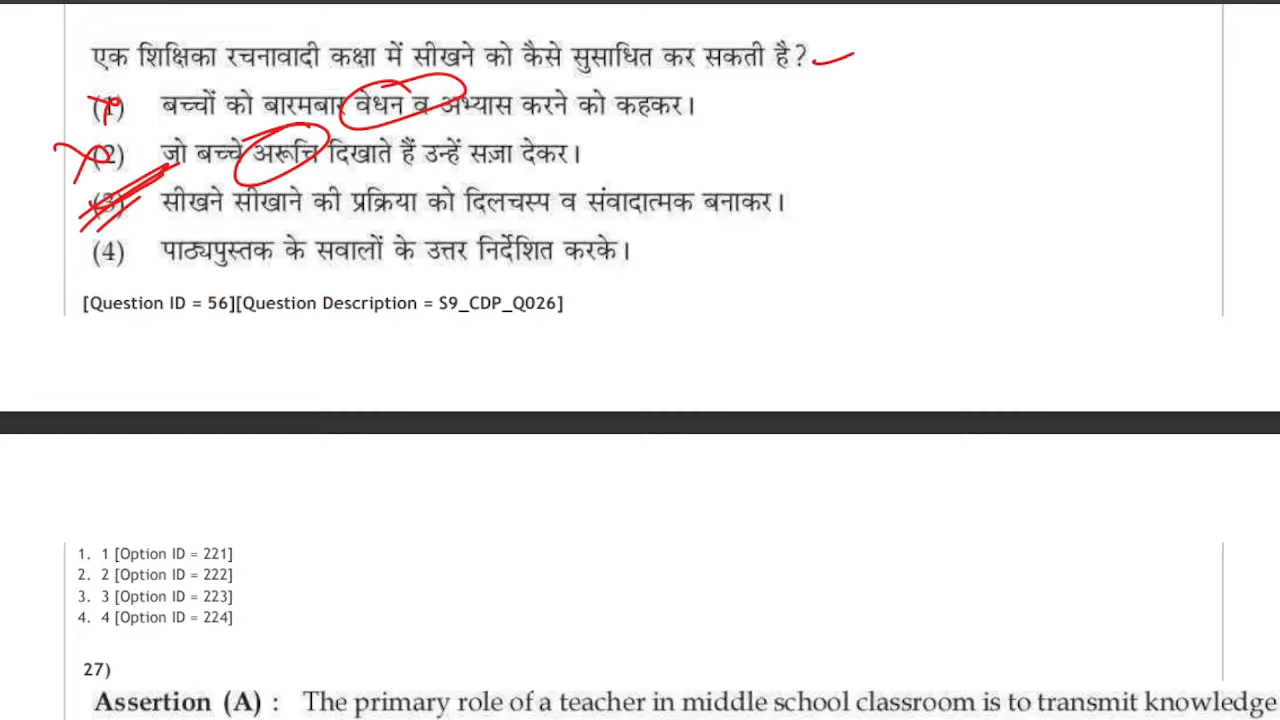 एक शिक्षिका रचनावादी कक्षा में सीखने को कैसे सुसाधित कर सकती है?
(1) बच्चों को बारमबार वेधन व अभ्यास करने को कहकर।
(2) जो बच्चे अरूचि दिखाते हैं उन्हें सज़ा देकर।
(3) सीखने सीखाने की प्रक्रिया को दिलचस्प व संवादात्मक बनाकर।
(4) पाठ्यपुस्तक के सवालों के उत्तर निर्देशित करके।
[Question ID = 56][Question Description = S9_CDP_Q026]
1. 1 [Option ID = 221]
2. 2 [Option ID = 222]
3. 3 [Option ID = 223]
4. 4 [Option ID = 224]
27)
Assertion (A) : The primary role of a teacher in middle school classroom is to transmit knowledge